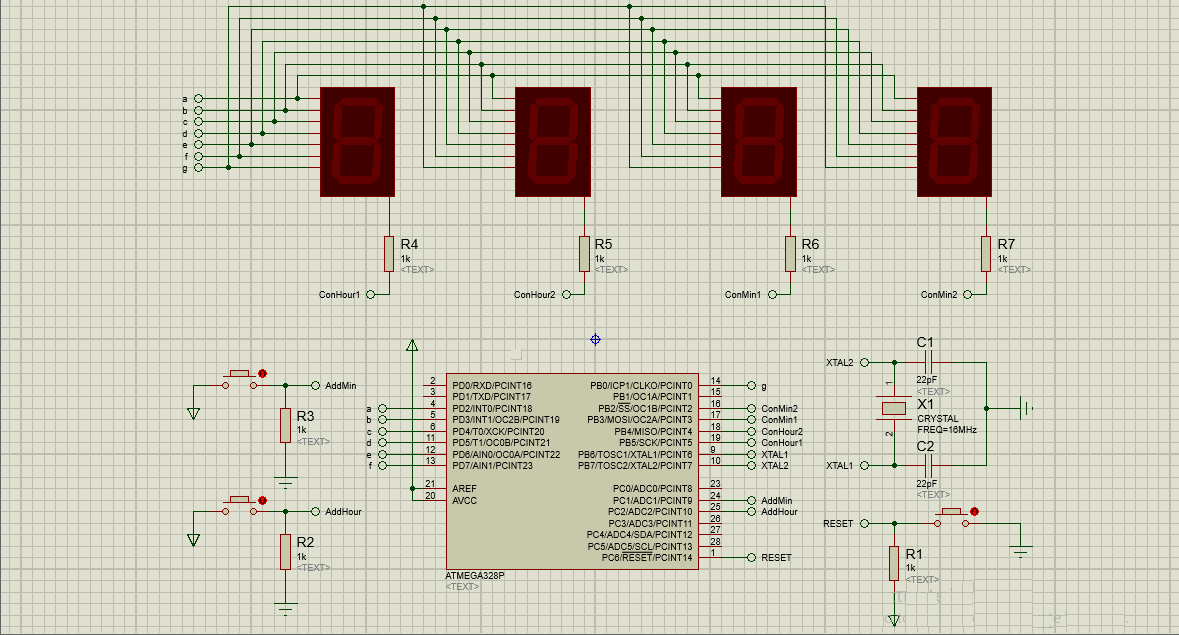 a
b
c
d
e
f
g
R4
1k
<TEXT>
R5
1k
<TEXT>
R6
1k
<TEXT>
R7
1k
<TEXT>
ConHour1
ConHour2
ConMin1
ConMin2
AddMin
R3
1k
<TEXT>
AddHour
R2
1k
<TEXT>
a
b
c
d
e
f
2
3
4
5
6
11
12
13
21
20
PD0/RXD/PCINT16
PD1/TXD/PCINT17
PD2/INT0/PCINT18
PD3/INT1/OC2B/PCINT19
PD4/T0/XCK/PCINT20
PD5/T1/OC0B/PCINT21
PD6/AIN0/OC0A/PCINT22
PD7/AIN1/PCINT23
AREF
AVCC
PB0/ICP1/CLKO/PCINT0
PB1/OC1A/PCINT1
PB2/SS/OC1B/PCINT2
PB3/MOSI/OC2A/PCINT3
PB4/MISO/PCINT4
PB5/SCK/PCINT5
PB6/TOSC1/XTAL1/PCINT6
PB7/TOSC2/XTAL2/PCINT7
PC0/ADC0/PCINT8
PC1/ADC1/PCINT9
PC2/ADC2/PCINT10
PC3/ADC3/PCINT11
PC4/ADC4/SDA/PCINT12
PC5/ADC5/SCL/PCINT13
PC6/RESET/PCINT14
14
15
16
17
18
19
9
10
23
24
25
26
27
28
1
g
ConMin2
ConMin1
ConHour2
ConHour1
XTAL1
XTAL2
AddMin
AddHour
RESET
ATMEGA328P
<TEXT>
XTAL2
C1
22pF
<TEXT>
1
X1
CRYSTAL
FREQ=16MHz
2
C2
XTAL1
22pF
<TEXT>
RESET
R1
1k
<TEXT>